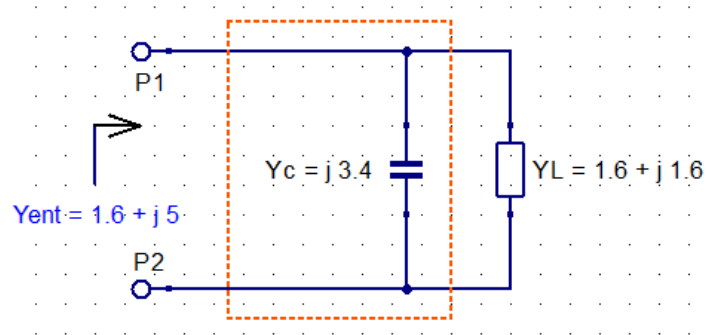 P1
Yc = j 3.4
YL = 1.6 + j 1.6
Yent = 1.6 + j 5
P2